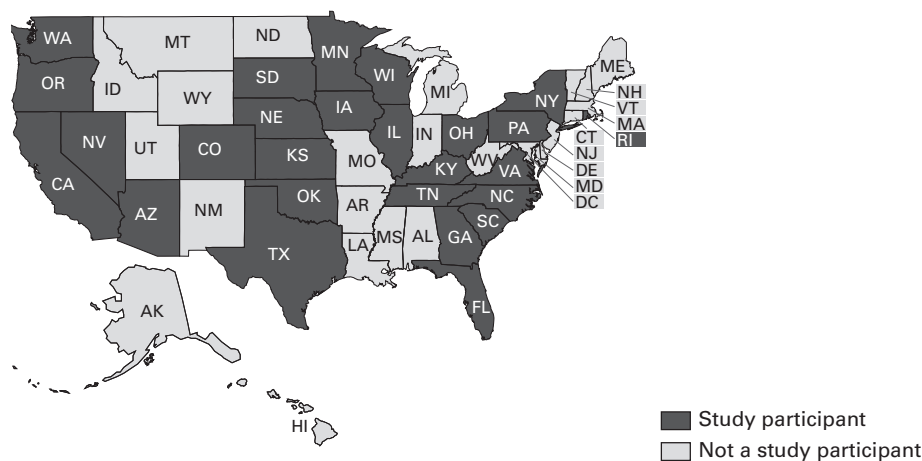 WA
MT
ND
MN
OR
ID
SD
WI
MI
ME
NH
VT
MA
RI
WY
NE
IA
NY
NV
UT
CO
KS
IL
IN
OH
PA
CT
NJ
DE
MD
DC
CA
MO
KY
WV
VA
AZ
NM
OK
AR
TN
NC
SC
TX
LA
MS
AL
GA
FL
AK
HI
Study participant
Not a study participant